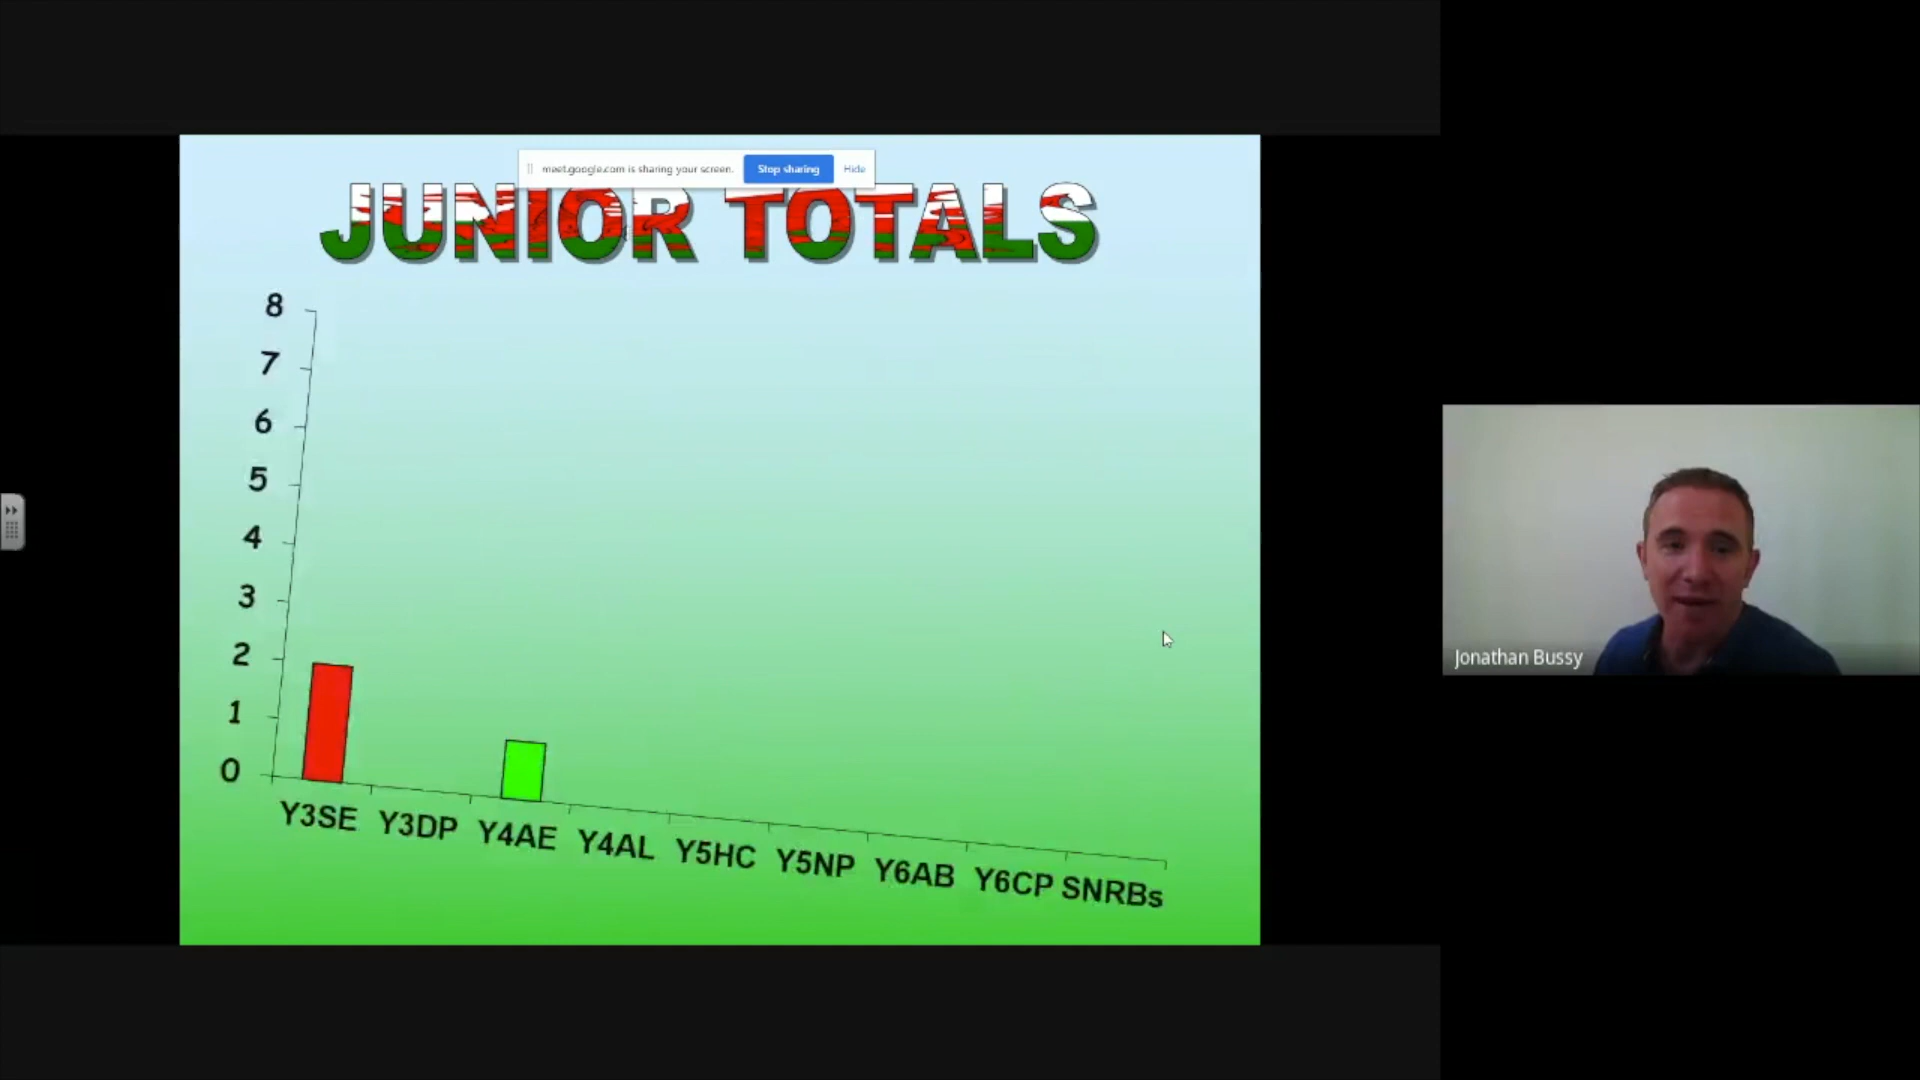 meet.google.com is sharing your screen. Stop sharing Hide
JUNIOR TOTALS
8
7
6
5
4
3
2
1
0
Y3SE Y3DP Y4AE Y4AL Y5HC Y5NP Y6AB Y6CP SNRBs
Jonathan Bussy